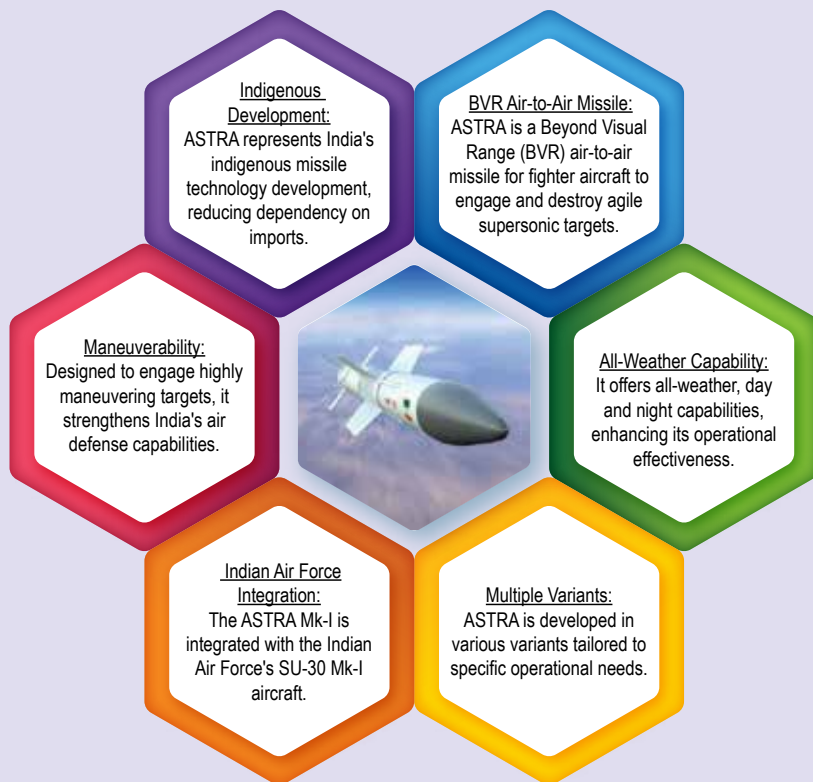 Indigenous
Development:
ASTRA represents India's
indigenous missile
technology development,
reducing dependency on
imports.
BVR Air-to-Air Missile:
ASTRA is a Beyond Visual
Range (BVR) air-to-air
missile for fighter aircraft to
engage and destroy agile
supersonic targets.
Maneuverability:
Designed to engage highly
maneuvering targets, it
strengthens India's air
defense capabilities.
All-Weather Capability:
It offers all-weather, day
and night capabilities,
enhancing its operational
effectiveness.
Indian Air Force
Integration:
The ASTRA Mk-I is
integrated with the Indian
Air Force's SU-30 Mk-I
aircraft.
Multiple Variants:
ASTRA is developed in
various variants tailored to
specific operational needs.